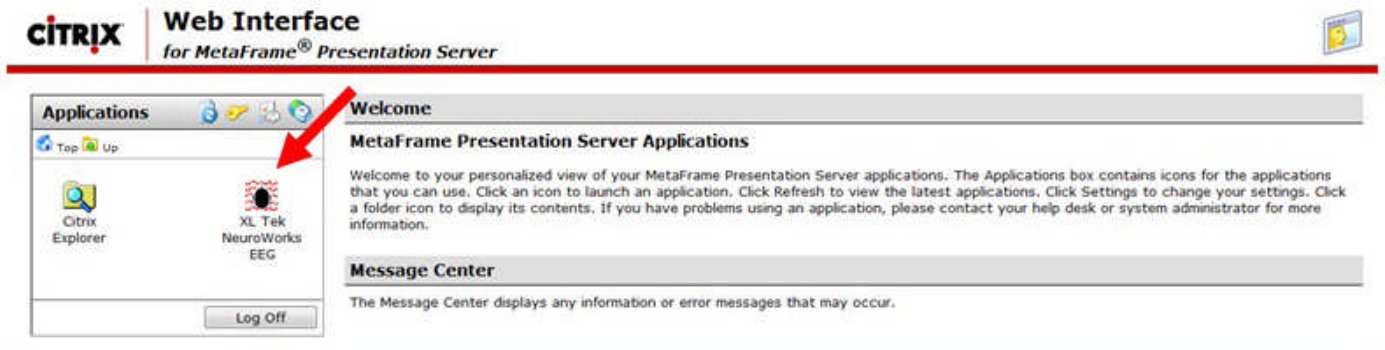 CITRIX
Web Interface
for MetaFrame® Presentation Server
Applications
Top Up
Citrix
Explorer
XL Tek
NeuroWorks
EEG
Log Off
Welcome
MetaFrame Presentation Server Applications
Welcome to your personalized view of your MetaFrame Presentation Server applications. The Applications box contains icons for the applications
that you can use. Click an icon to launch an application. Click Refresh to view the latest applications. Click Settings to change your settings. Click
a folder icon to display its contents. If you have problems using an application, please contact your help desk or system administrator for more
information.
Message Center
The Message Center displays any information or error messages that may occur.